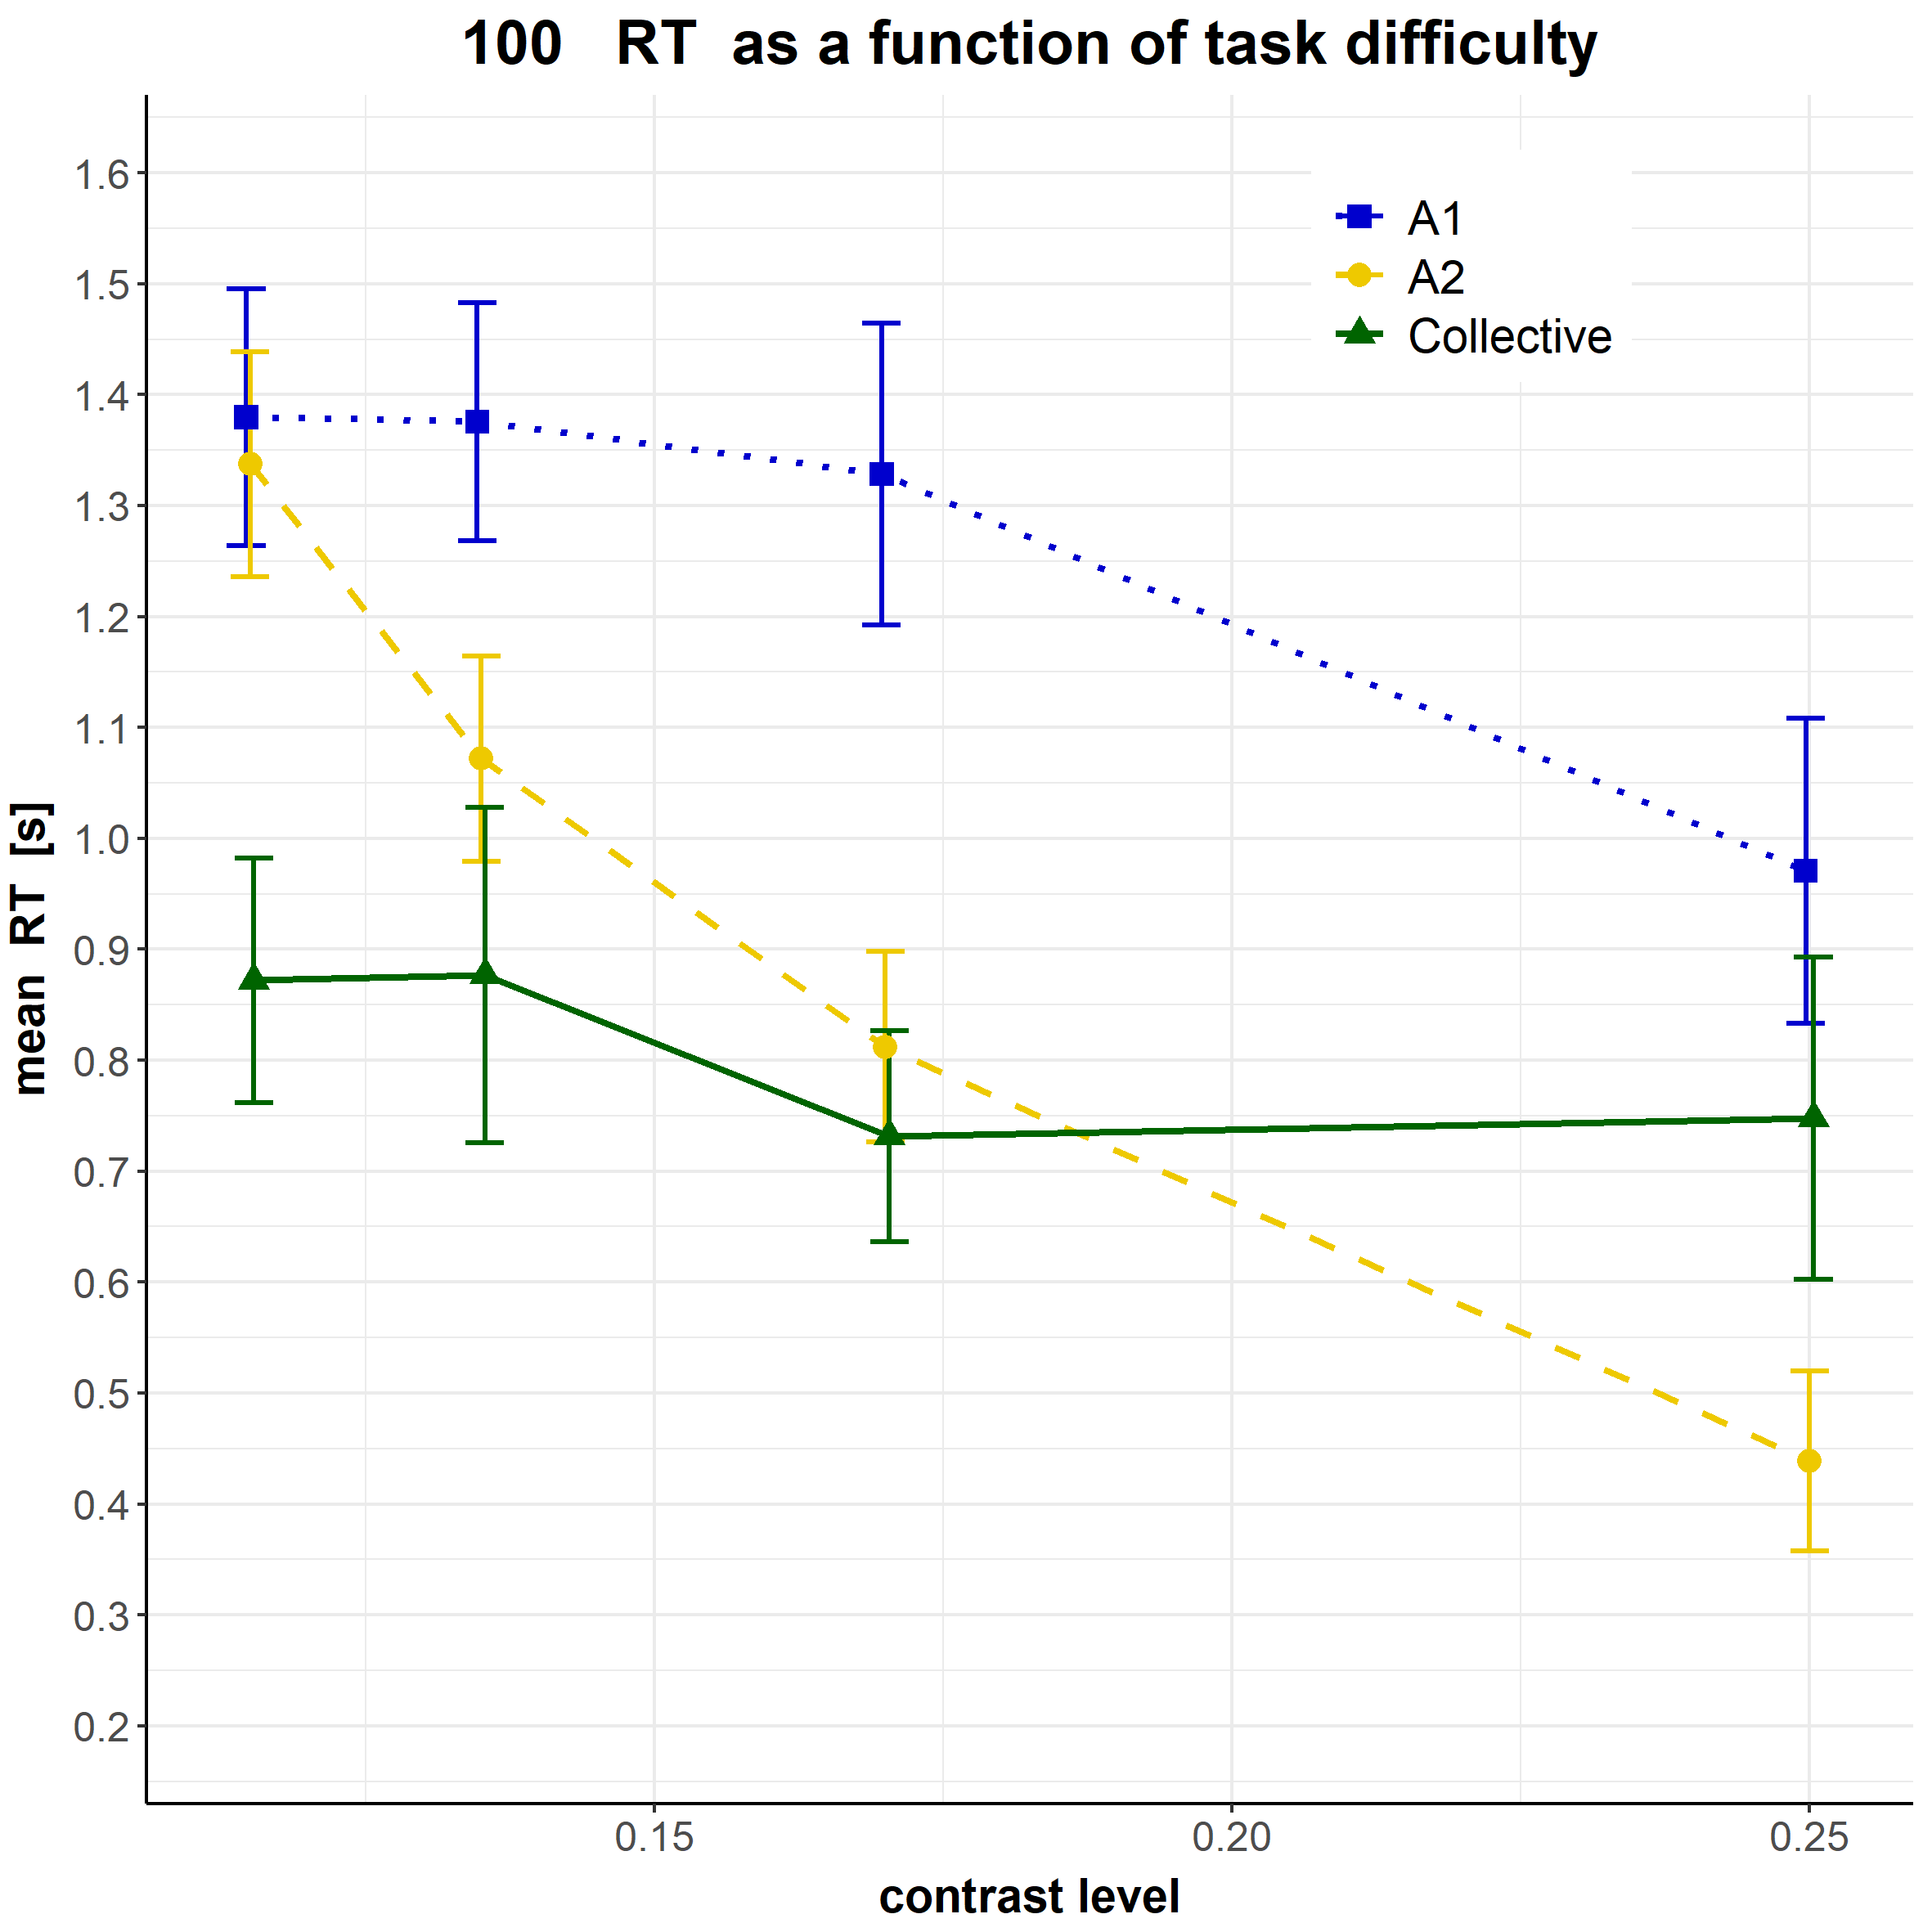 100 RT as a function of task difficulty
A1
A2
Collective
1.6
1.5
1.4
1.3
1.2
1.1
1.0
0.9
0.8
0.7
0.6
0.5
0.4
0.3
0.2
mean RT [s]
0.15 0.20 0.25
contrast level